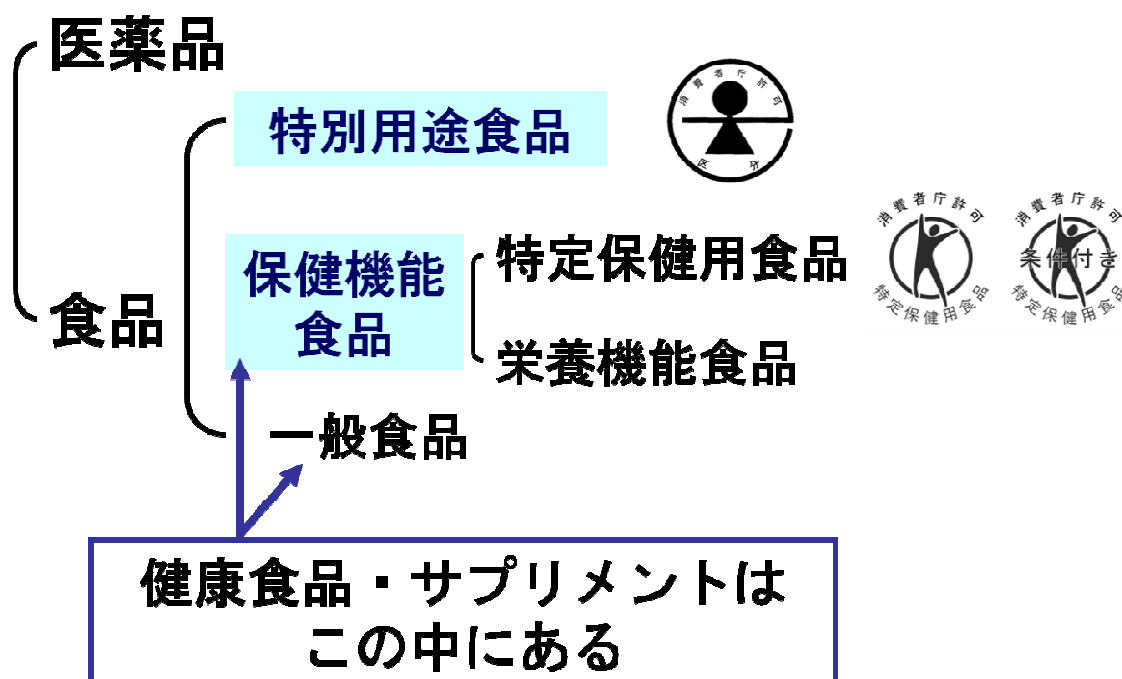 医薬品
特別用途食品
消費者庁許可
区分
消費者庁許可
特定保健用食品
消費者庁許可
条件付き
特定保健用食品
保健機能
食品
特定保健用食品
栄養機能食品
食品
一般食品
健康食品・サプリメントは
この中にある